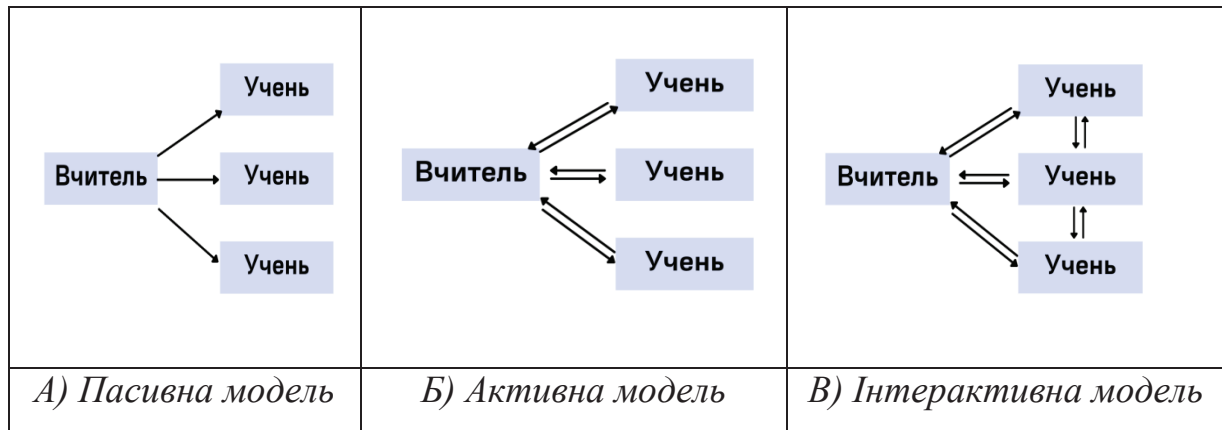 Учень
Вчитель
Учень
Учень
А) Пасивна модель
Учень
Вчитель
Учень
Учень
Б) Активна модель
Учень
Вчитель
Учень
Учень
В) Інтерактивна модель